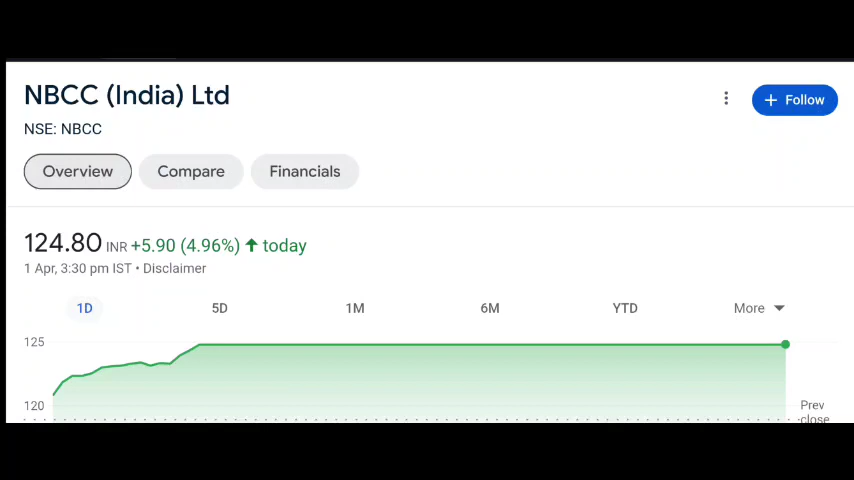 NBCC (India) Ltd
+ Follow
NSE: NBCC
Overview Compare Financials
124.80 INR +5.90 (4.96%) ↑ today
1 Apr, 3:30 pm IST • Disclaimer
1D 5D 1M 6M YTD More
125
120
Prev
close